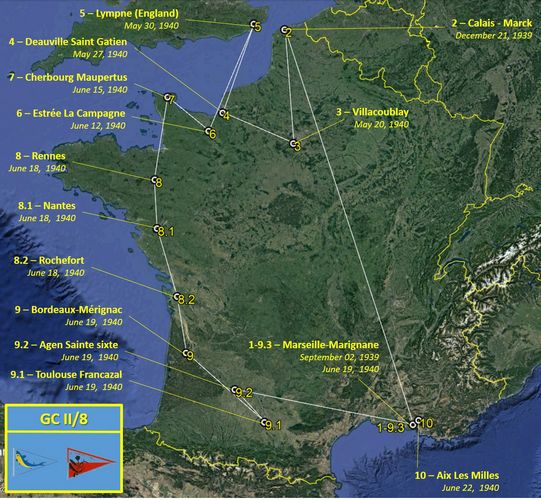 5 – Lympne (England)
May 30, 1940
4 – Deauville Saint Gatien
May 27, 1940
7 – Cherbourg Maupertus
June 15, 1940
6 – Estrée La Campagne
June 12, 1940
8 – Rennes
June 18, 1940
8.1 – Nantes
June 18, 1940
8.2 – Rochefort
June 18, 1940
9 – Bordeaux-Mérignac
June 19, 1940
9.2 – Agen Sainte sixte
June 19, 1940
9.1 – Toulouse Francazal
June 19, 1940
2 – Calais - Marck
December 21, 1939
3 – Villacoublay
May 20, 1940
1-9.3 – Marseille-Marignane
September 02, 1939
June 19, 1940
10 – Aix Les Milles
June 22, 1940
5
2
7
4
6
3
8
8.1
8.2
9
9.2
9.1
1-9.3
10
GC II/8